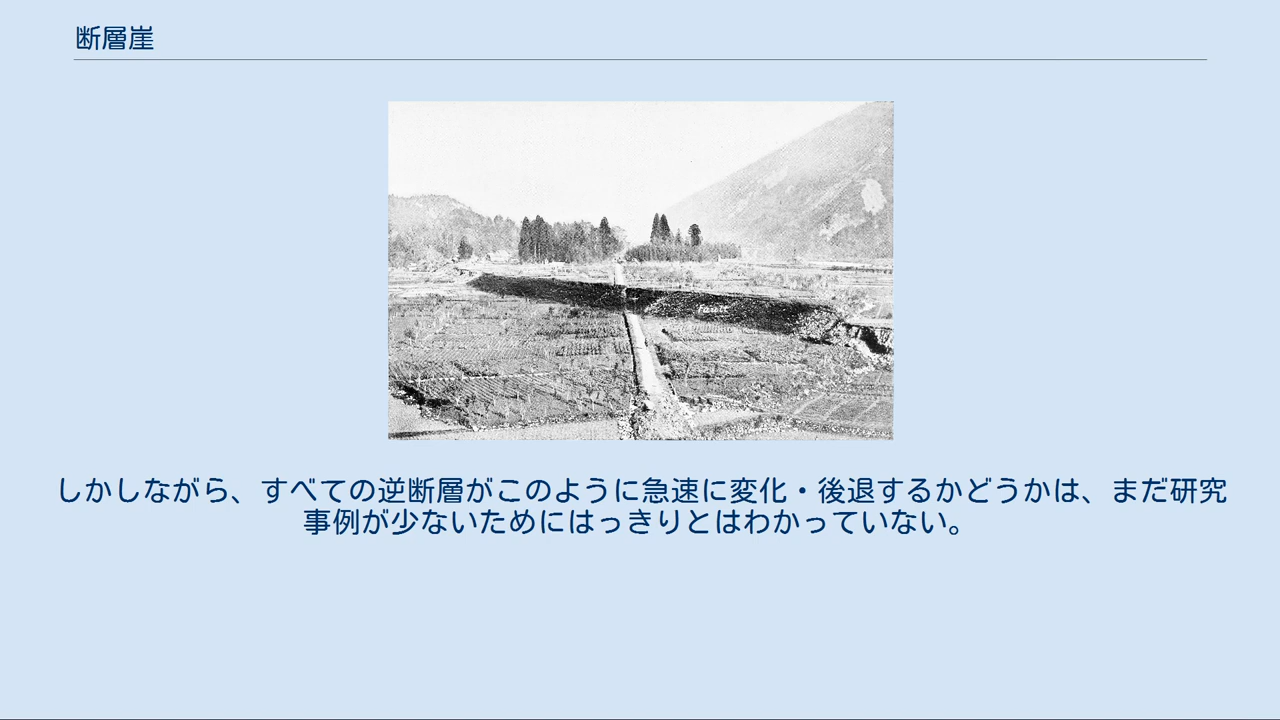 断層崖
Fault
しかしながら、すべての逆断層がこのように急速に変化・後退するかどうかは、まだ研究
事例が少ないためにはっきりとはわかっていない。